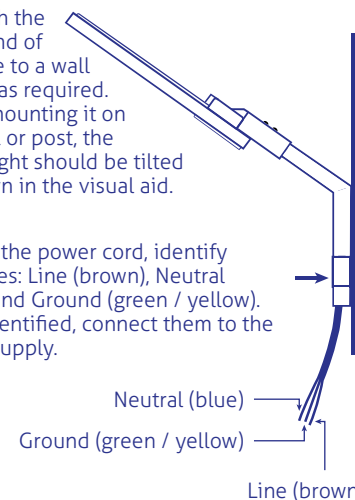 n the
nd of
e to a wall
as required.
mounting it on
l or post, the
ght should be tilted
n in the visual aid.
the power cord, identify
es: Line (brown), Neutral
nd Ground (green / yellow).
entified, connect them to the
upply.
Neutral (blue)
Ground (green / yellow)
Line (brown